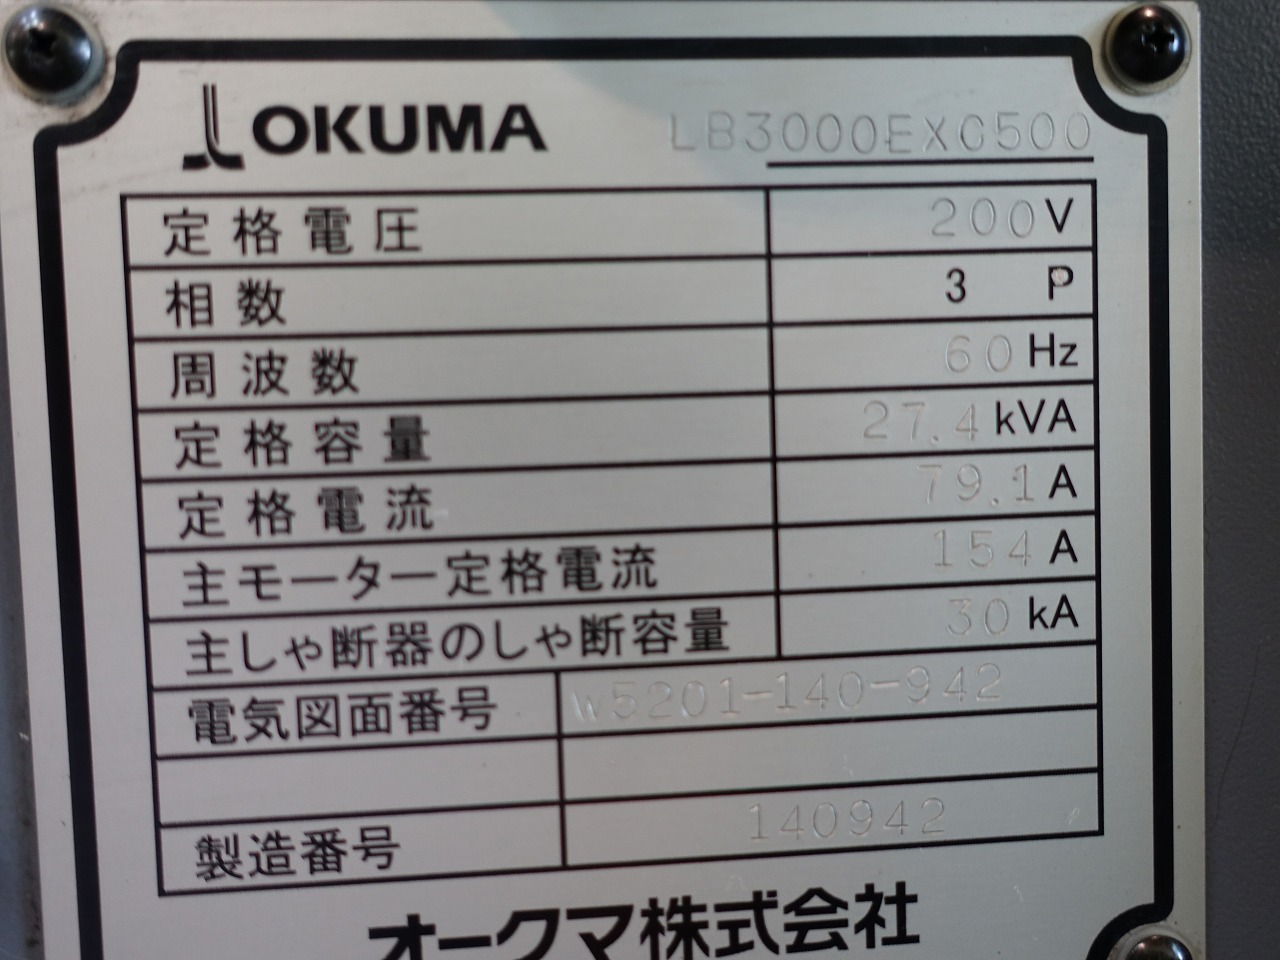 OKUMA LB3000EXC500
定格電圧 200V
相数 3 P
周波数 60Hz
定格容量 27.4kVA
定格電流 79.1A
主モーター定格電流 154A
主しゃ断器のしゃ断容量 30kA
電気図面番号 W5201-140-942
製造番号 140942
オークマ株式会社